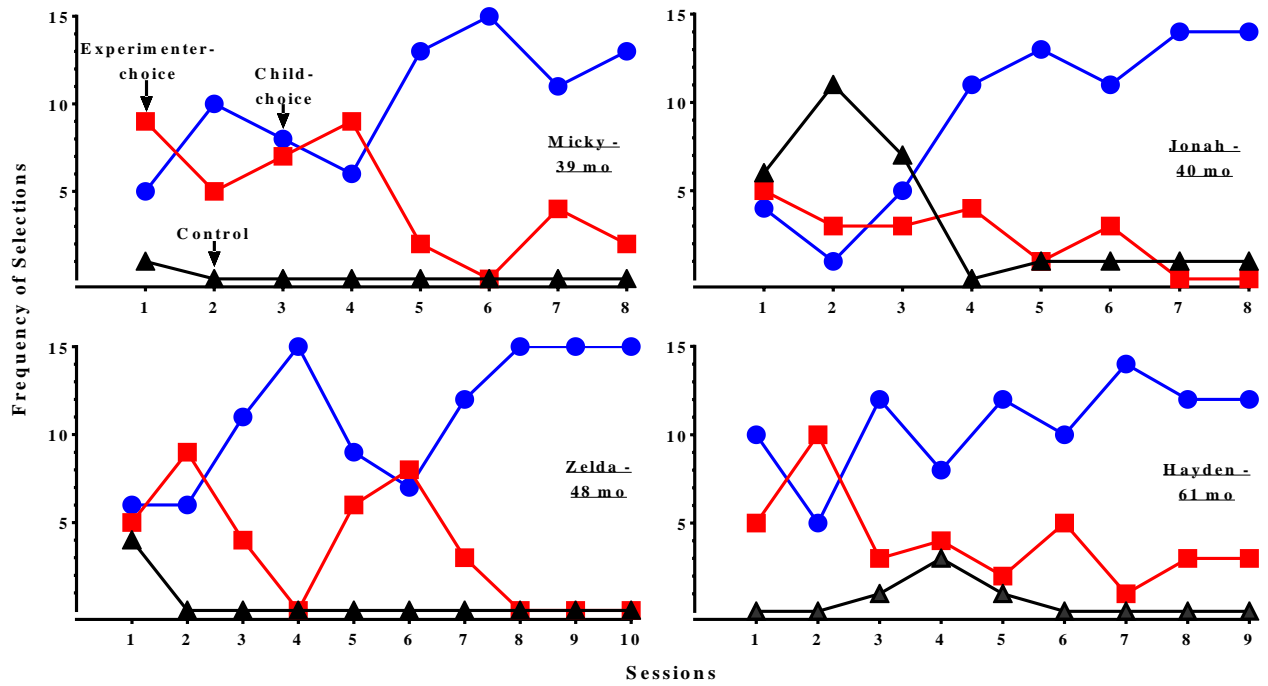 Frequency of Selections
15
10
5
Experimenter-
choice
Child-
choice
Control
Micky -
39 mo
1 2 3 4 5 6 7 8
15
10
5
Jonah -
40 mo
1 2 3 4 5 6 7 8
15
10
5
Zelda -
48 mo
1 2 3 4 5 6 7 8 9 10
15
10
5
Hayden -
61 mo
1 2 3 4 5 6 7 8 9
Sessions